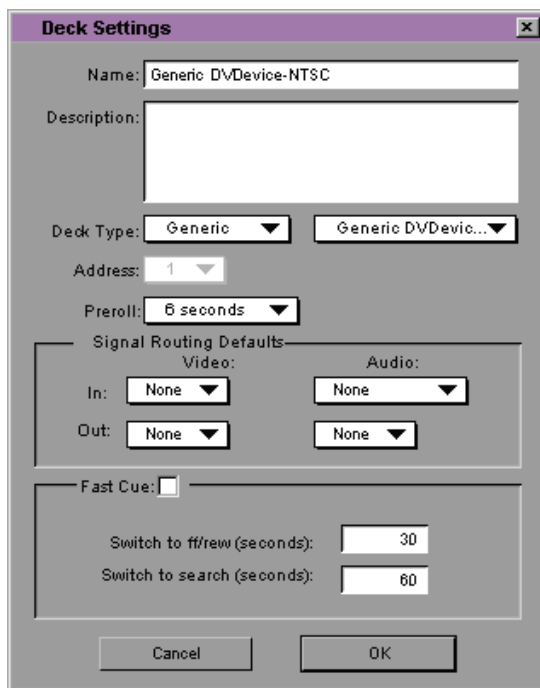 Deck Settings
Name: Generic DVDevice-NTSC
Description:
Deck Type: Generic Generic DVDevic...
Address: 1
Preroll: 6 seconds
Signal Routing Defaults
Video: Audio:
In: None None
Out: None None
Fast Cue:
Switch to ff/rew (seconds): 30
Switch to search (seconds): 60
Cancel OK